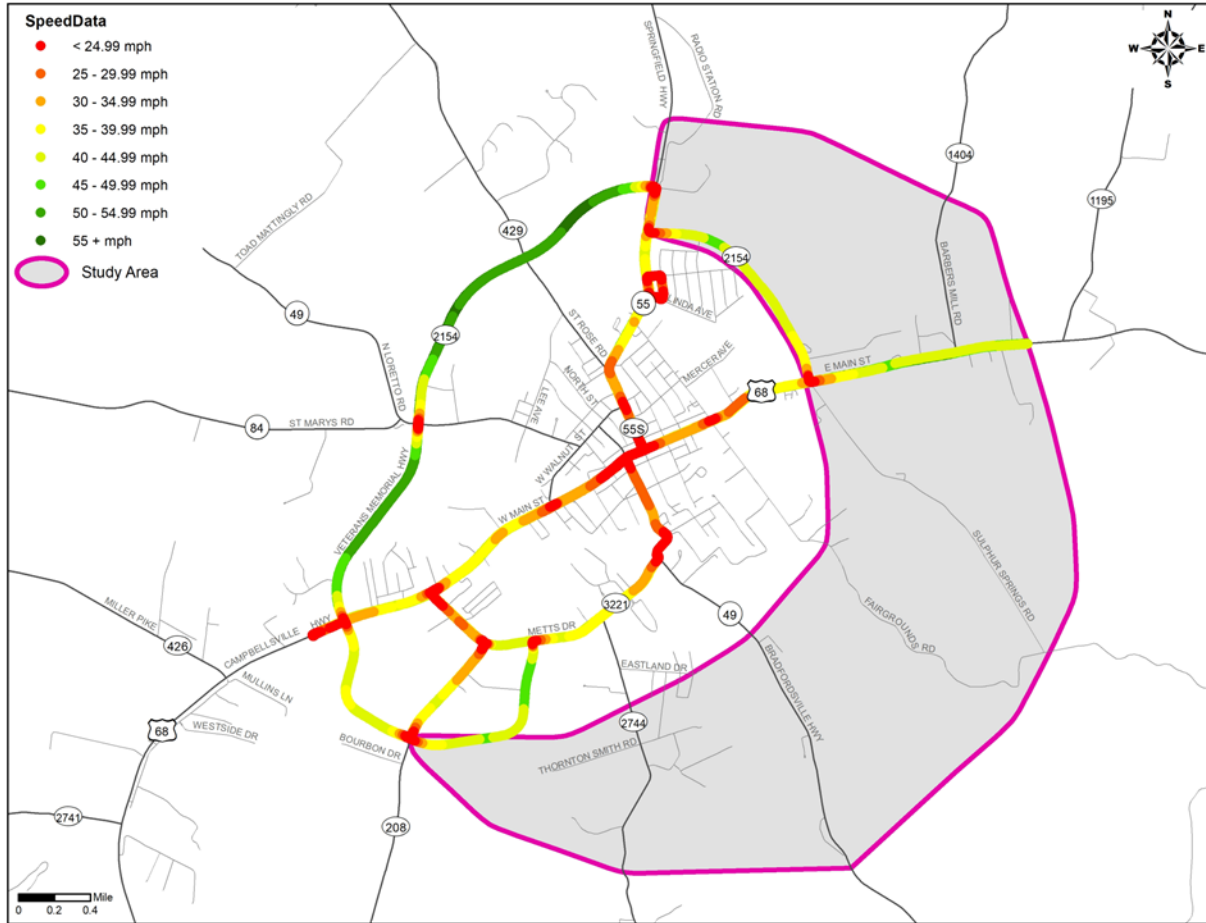 SpeedData
< 24.99 mph
25 - 29.99 mph
30 - 34.99 mph
35 - 39.99 mph
40 - 44.99 mph
45 - 49.99 mph
50 - 54.99 mph
55 + mph
Study Area
N
W E
S
SPRINGFIELD HWY
RADIO STATION RD
1404
1195
TOAD MATTINGLY RD
429
2154
BARBERS MILL RD
49
N LORETTO RD
2154
ST ROSE RD
55
LINDA AVE
MERCER AVE
E MAIN ST
NORTH ST
LEE AVE
68
84
ST MARYS RD
55S
W WALNUT ST
VETERANS MEMORIAL HWY
W MAIN ST
SULPHUR SPRINGS RD
MILLER PIKE
3221
49
FAIRGROUNDS RD
426
CAMPBELLSVILLE HWY
METTS DR
MULLINS LN
EASTLAND DR
BRADFORDSVILLE HWY
68
WESTSIDE DR
2744
BOURBON DR
THORNTON SMITH RD
2741
208
Mile
0 0.2 0.4